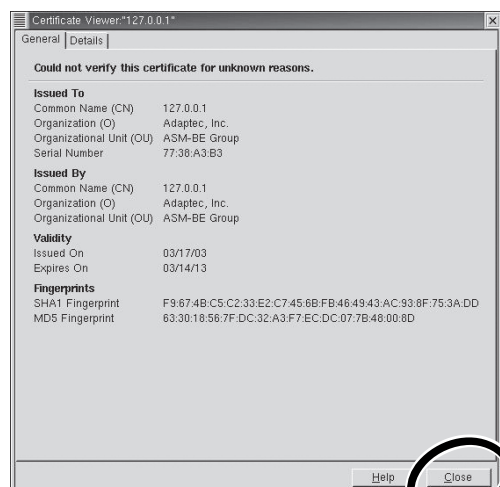 Certificate Viewer:"127.0.0.1"
General Details
Could not verify this certificate for unknown reasons.
Issued To
Common Name (CN) 127.0.0.1
Organization (O) Adaptec, Inc.
Organizational Unit (OU) ASM-BE Group
Serial Number 77:38:A3:B3
Issued By
Common Name (CN) 127.0.0.1
Organization (O) Adaptec, Inc.
Organizational Unit (OU) ASM-BE Group
Validity
Issued On 03/17/03
Expires On 03/14/13
Fingerprints
SHA1 Fingerprint F9:67:4B:C5:C2:33:E2:C7:45:6B:FB:46:49:43:AC:93:8F:75:3A:DD
MD5 Fingerprint 63:30:18:56:7F:DC:32:A3:F7:EC:DC:07:7B:48:00:8D
Help Close